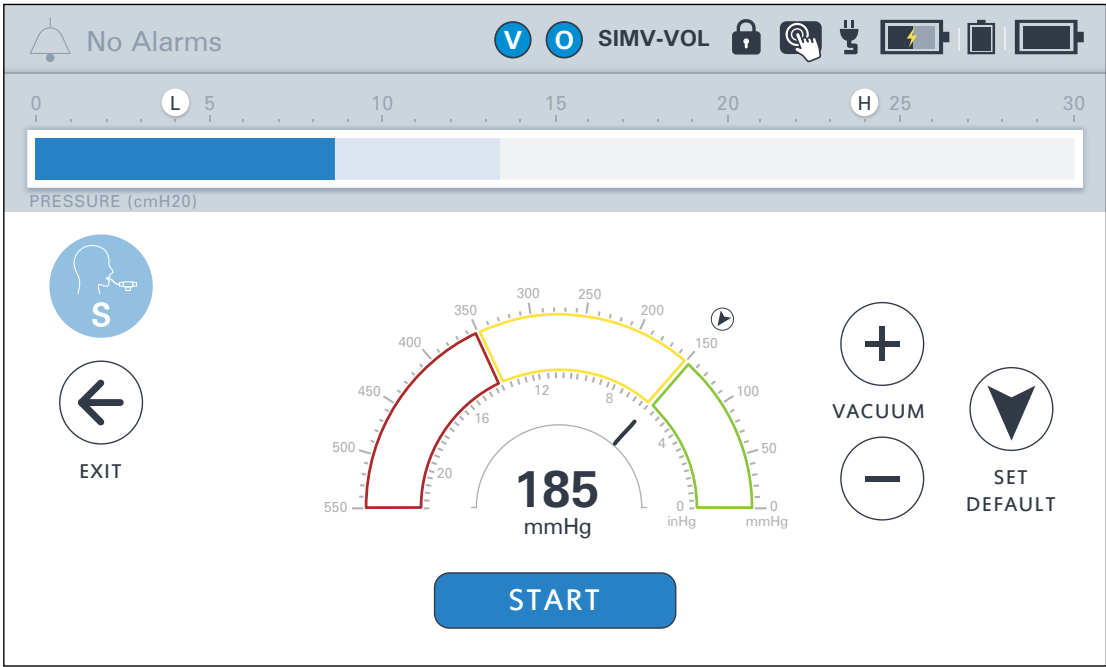 No Alarms
V O SIMV-VOL
0 L 5 10 15 20 H 25 30
PRESSURE (cmH20)
S
EXIT
550 500 450 400 350 300 250 200 150 100 50 0
20 16 12 8 4 0
inHg mmHg
185
mmHg
VACUUM
SET
DEFAULT
START